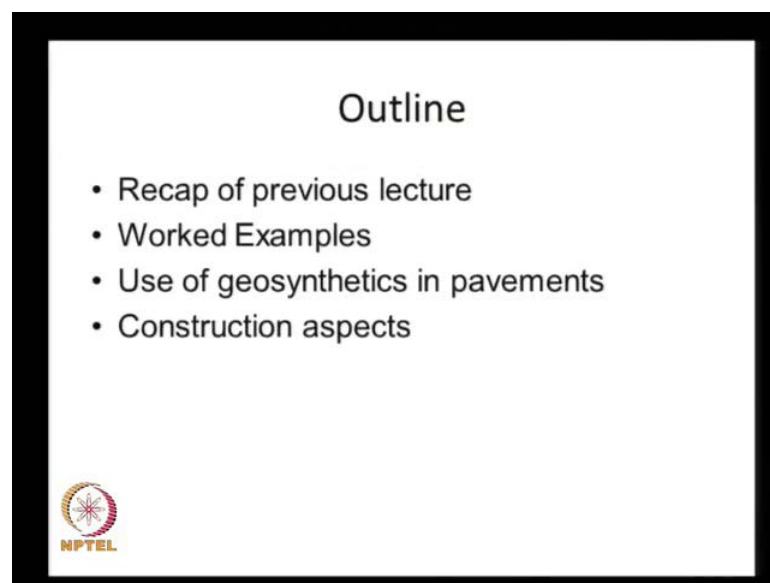 Outline
• Recap of previous lecture
• Worked Examples
• Use of geosynthetics in pavements
• Construction aspects
NPTEL